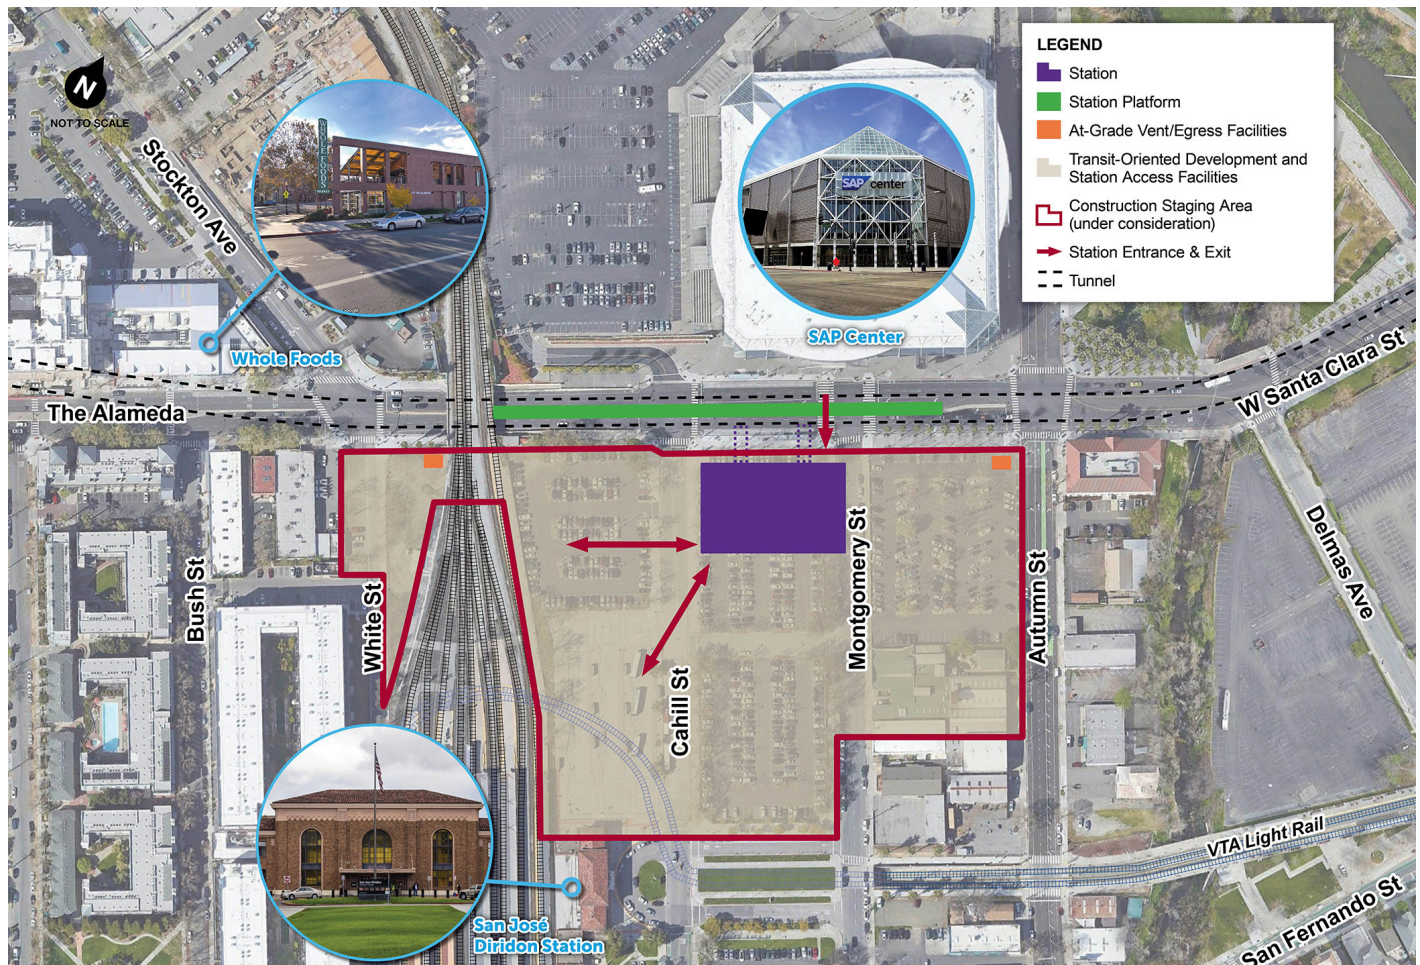 N
NOT TO SCALE
Stockton Ave
WHOLE FOODS
Whole Foods
SAP center
SAP Center
LEGEND
Station
Station Platform
At-Grade Vent/Egress Facilities
Transit-Oriented Development and
Station Access Facilities
Construction Staging Area
(under consideration)
Station Entrance & Exit
Tunnel
The Alameda
W Santa Clara St
Bush St
White St
Cahill St
Montgomery St
Autumn St
Delmas Ave
VTA Light Rail
San José
Diridon Station
San Fernando St